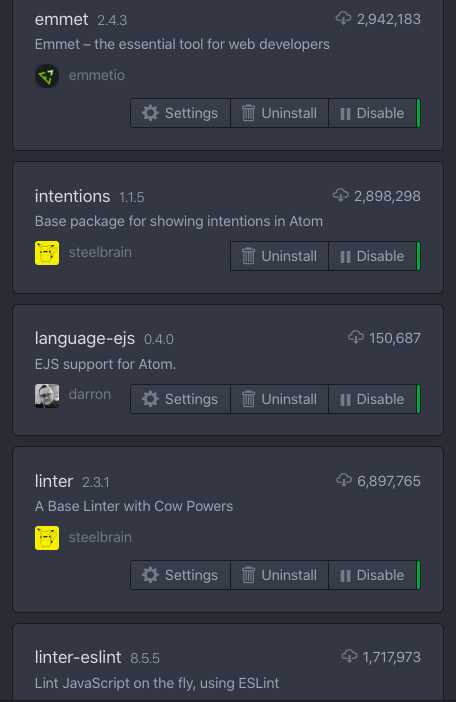 emmet 2.4.3 2,942,183
Emmet – the essential tool for web developers
emmetio
Settings Uninstall Disable
intentions 1.1.5 2,898,298
Base package for showing intentions in Atom
steelbrain Uninstall Disable
language-ejs 0.4.0 150,687
EJS support for Atom.
darron Settings Uninstall Disable
linter 2.3.1 6,897,765
A Base Linter with Cow Powers
steelbrain
Settings Uninstall Disable
linter-eslint 8.5.5 1,717,973
Lint JavaScript on the fly, using ESLint